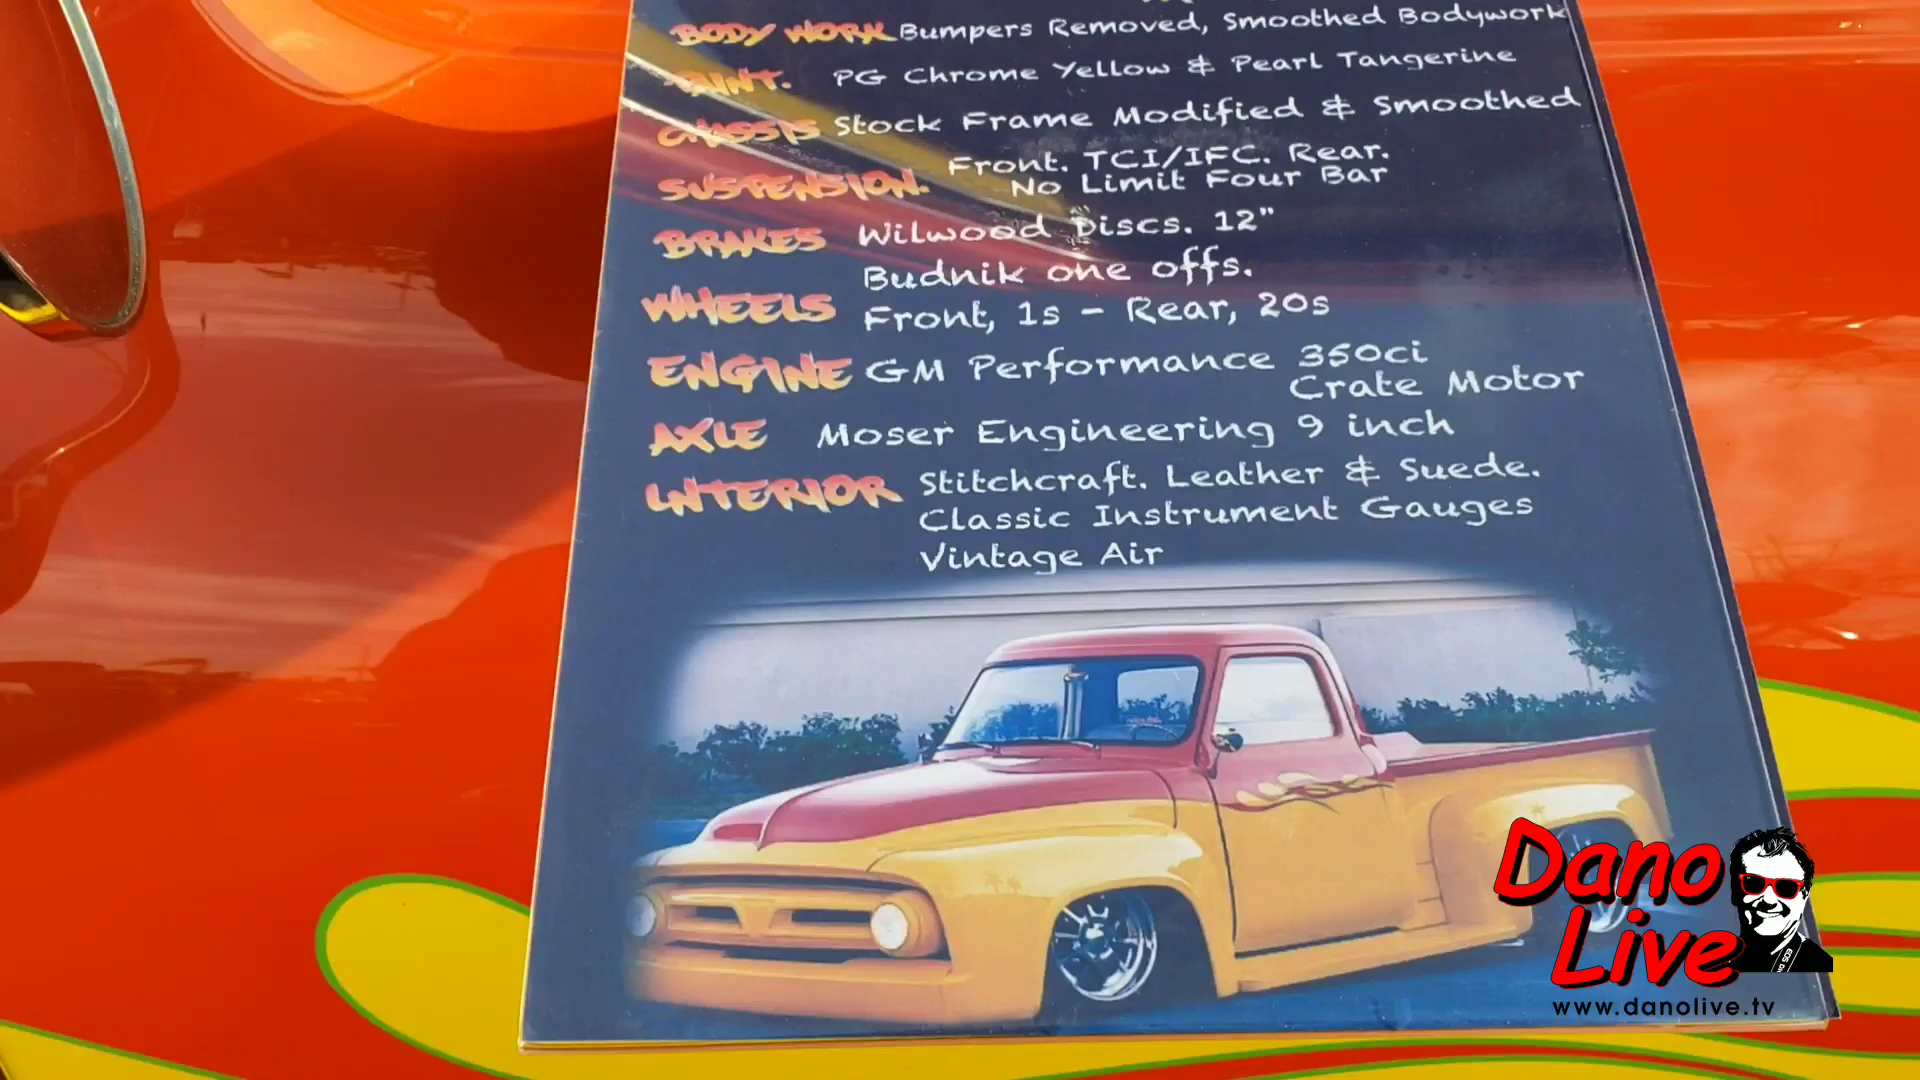 BODY WORK Bumpers Removed, Smoothed Bodywork
PAINT. PG Chrome Yellow & Pearl Tangerine
CHASSIS Stock Frame Modified & Smoothed
Front. TCI/IFC. Rear.
SUSPENSION. No Limit Four Bar
BRAKES Wilwood Discs. 12"
Budnik one offs.
WHEELS Front, 1s - Rear, 20s
ENGINE GM Performance 350ci
Crate Motor
AXLE Moser Engineering 9 inch
INTERIOR Stitchcraft. Leather & Suede.
Classic Instrument Gauges
Vintage Air
Dano
Live
www.danolive.tv